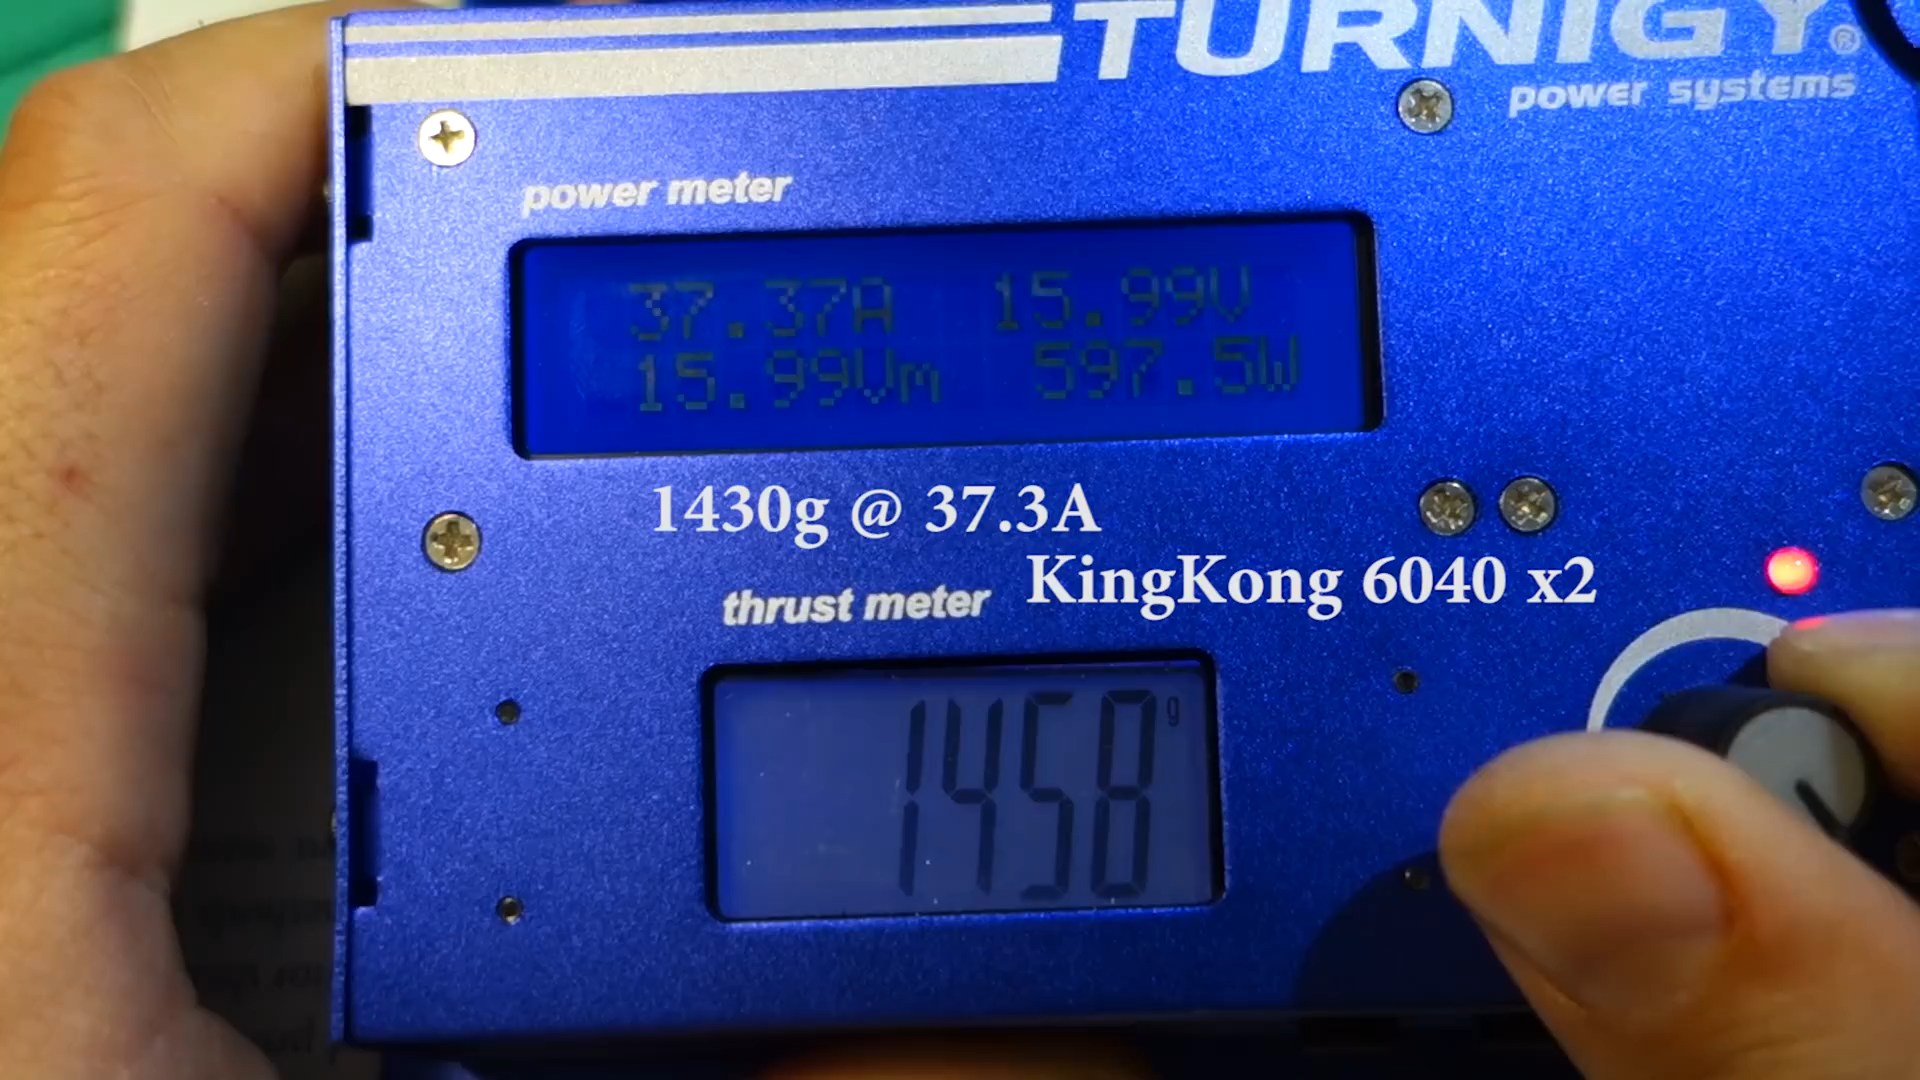 TURNIGY®
power systems
power meter
37.37A 15.99V
15.99Vm 597.5W
1430g @ 37.3A
KingKong 6040 x2
thrust meter
1458 g